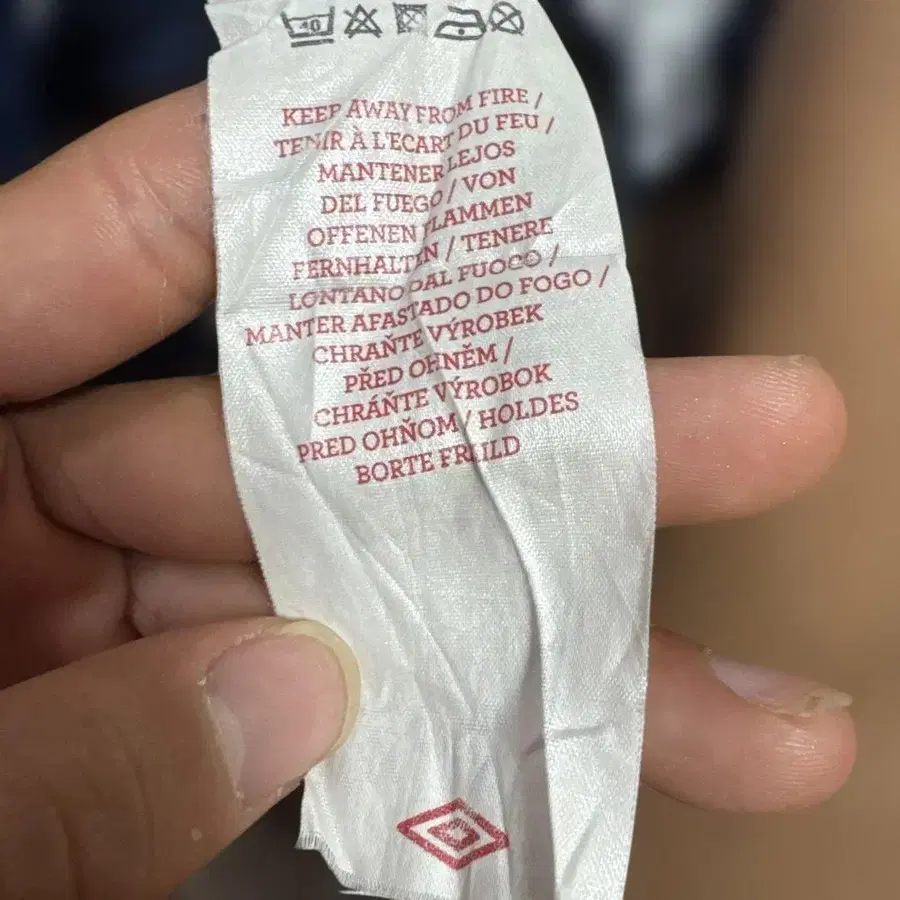 40
KEEP AWAY FROM FIRE /
TENIR À L'ECART DU FEU /
MANTENER LEJOS
DEL FUEGO / VON
OFFENEN FLAMMEN
FERNHALTEN / TENERE
LONTANO DAL FUOCO /
MANTER AFASTADO DO FOGO /
CHRAŇTE VÝROBEK
PŘED OHNĚM /
CHRÁŇTE VÝROBOK
PRED OHŇOM / HOLDES
BORTE FRA ILD